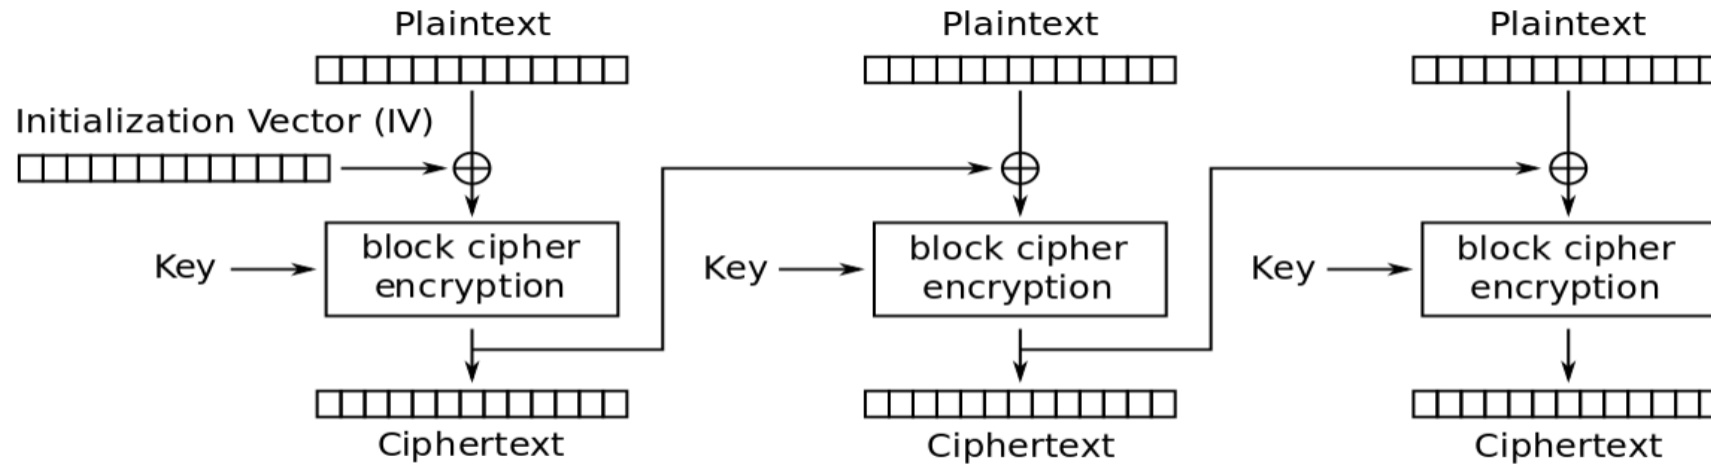 Plaintext
Plaintext
Plaintext
Initialization Vector (IV)
Key
block cipher
encryption
Key
block cipher
encryption
Key
block cipher
encryption
Ciphertext
Ciphertext
Ciphertext